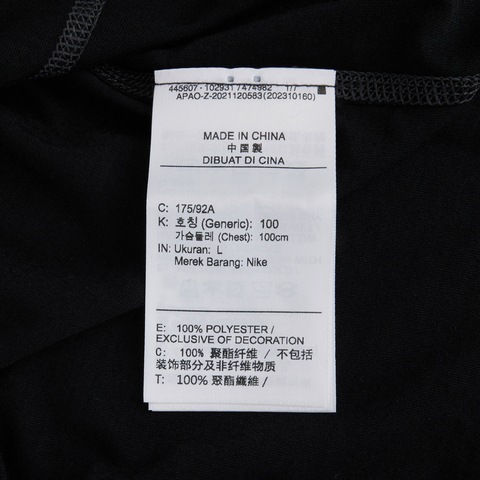 445607 - 102931 / 474982 1/7
APAO-Z-2021120583(202310160)
MADE IN CHINA
中 国 製
DIBUAT DI CINA
C: 175/92A
K: 호칭 (Generic): 100
가슴둘레 (Chest): 100cm
IN: Ukuran: L
Merek Barang: Nike
E: 100% POLYESTER /
EXCLUSIVE OF DECORATION
C: 100% 聚酯纤维 / 不包括
装饰部分及非纤维物质
T: 100% 聚酯纖維 /